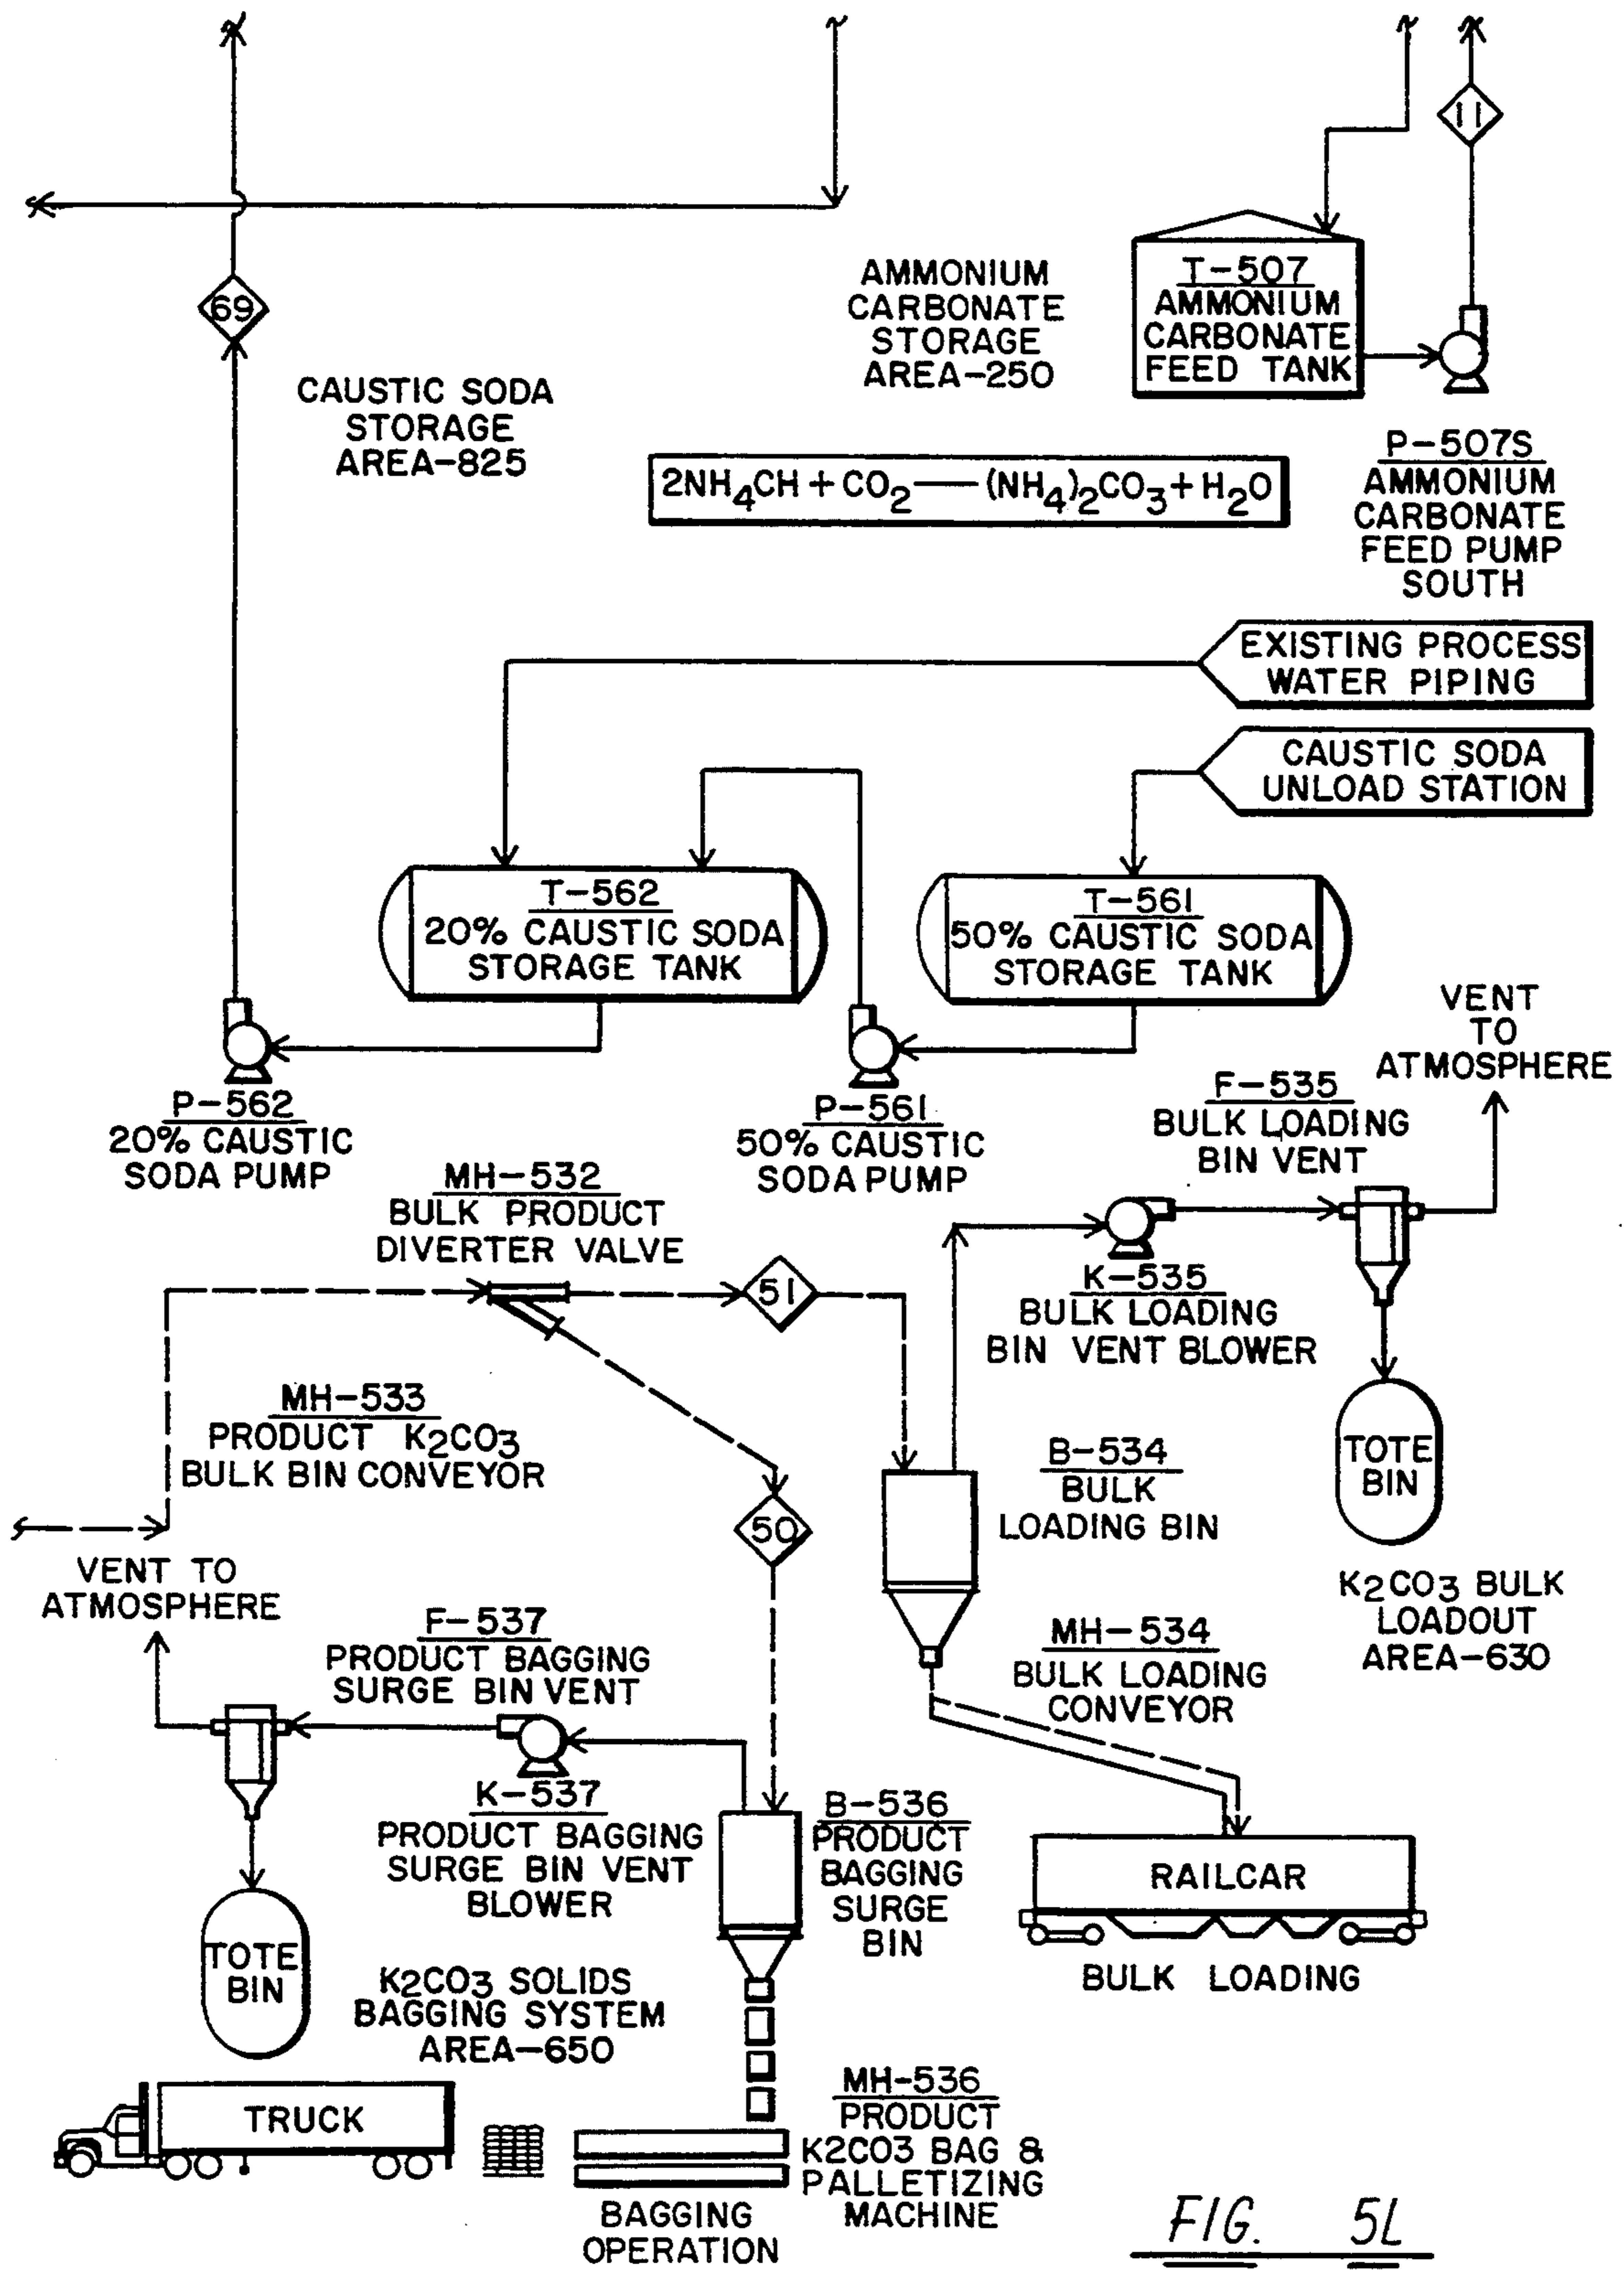 11
69
AMMONIUM
CARBONATE
STORAGE
AREA-250
T-507
AMMONIUM
CARBONATE
FEED TANK
CAUSTIC SODA
STORAGE
AREA-825
P-507S
AMMONIUM
CARBONATE
FEED PUMP
SOUTH
2NH₄CH + CO₂ — (NH₄)₂CO₃ + H₂O
EXISTING PROCESS
WATER PIPING
CAUSTIC SODA
UNLOAD STATION
T-562
20% CAUSTIC SODA
STORAGE TANK
T-561
50% CAUSTIC SODA
STORAGE TANK
P-562
20% CAUSTIC
SODA PUMP
P-561
50% CAUSTIC
SODA PUMP
VENT
TO
ATMOSPHERE
F-535
BULK LOADING
BIN VENT
MH-532
BULK PRODUCT
DIVERTER VALVE
51
K-535
BULK LOADING
BIN VENT BLOWER
MH-533
PRODUCT K2CO3
BULK BIN CONVEYOR
50
B-534
BULK
LOADING BIN
TOTE
BIN
K2CO3 BULK
LOADOUT
AREA-630
VENT TO
ATMOSPHERE
F-537
PRODUCT BAGGING
SURGE BIN VENT
MH-534
BULK LOADING
CONVEYOR
K-537
PRODUCT BAGGING
SURGE BIN VENT
BLOWER
B-536
PRODUCT
BAGGING
SURGE
BIN
RAILCAR
BULK LOADING
TOTE
BIN
K2CO3 SOLIDS
BAGGING SYSTEM
AREA-650
TRUCK
MH-536
PRODUCT
K2CO3 BAG &
PALLETIZING
MACHINE
BAGGING
OPERATION
FIG. 5L